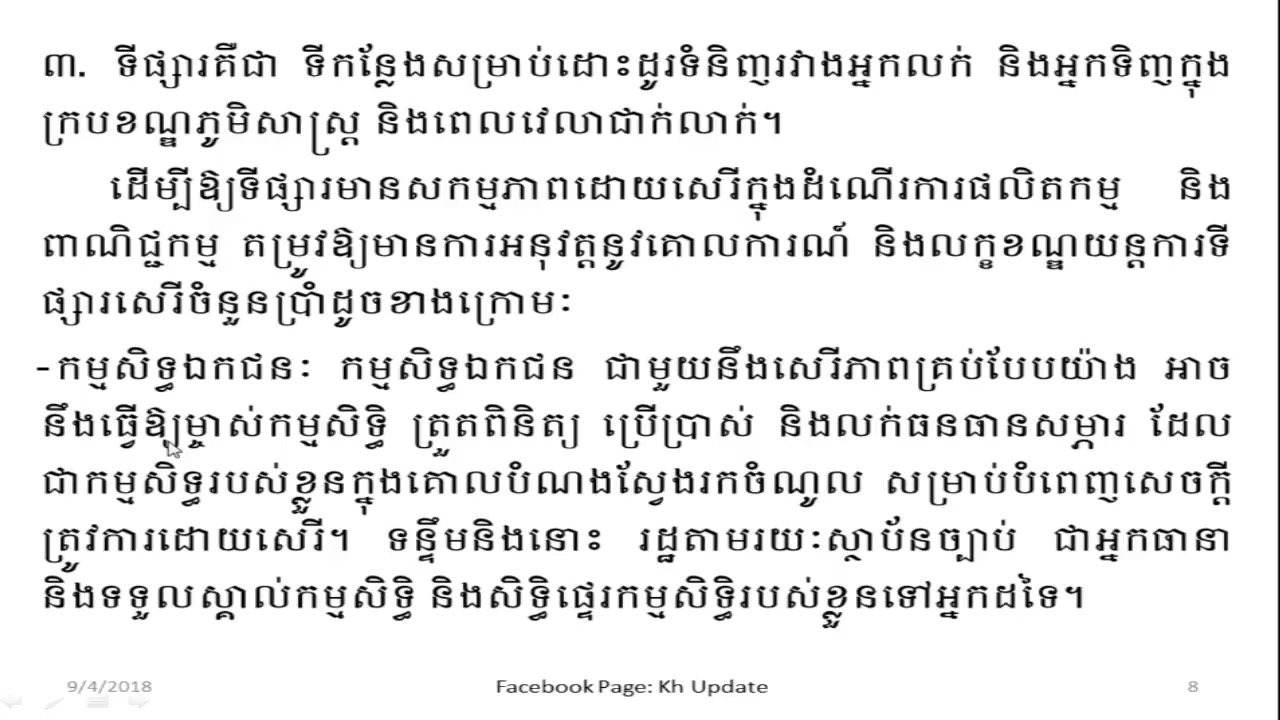 ៣. ទីផ្សារគឺជា ទីកន្លែងសម្រាប់ដោះដូរទំនិញរវាងអ្នកលក់ និងអ្នកទិញក្នុង
ក្របខណ្ឌភូមិសាស្ត្រ និងពេលវេលាជាក់លាក់។
ដើម្បីឱ្យទីផ្សារមានសកម្មភាពដោយសេរីក្នុងដំណើរការផលិតកម្ម និង
ពាណិជ្ជកម្ម តម្រូវឱ្យមានការអនុវត្តនូវគោលការណ៍ និងលក្ខខណ្ឌយន្តការទី
ផ្សារសេរីចំនួនប្រាំដូចខាងក្រោមៈ
-កម្មសិទ្ធឯកជនៈ កម្មសិទ្ធឯកជន ជាមួយនឹងសេរីភាពគ្រប់បែបយ៉ាង អាច
នឹងធ្វើឱ្យម្ចាស់កម្មសិទ្ធិ ត្រួតពិនិត្យ ប្រើប្រាស់ និងលក់ធនធានសម្ភារ ដែល
ជាកម្មសិទ្ធរបស់ខ្លួនក្នុងគោលបំណងស្វែងរកចំណូល សម្រាប់បំពេញសេចក្តី
ត្រូវការដោយសេរី។ ទន្ទឹមនិងនោះ រដ្ឋតាមរយៈស្ថាប័នច្បាប់ ជាអ្នកធានា
និងទទួលស្គាល់កម្មសិទ្ធិ និងសិទ្ធិផ្ទេរកម្មសិទ្ធិរបស់ខ្លួនទៅអ្នកដទៃ។
9/4/2018 Facebook Page: Kh Update 8